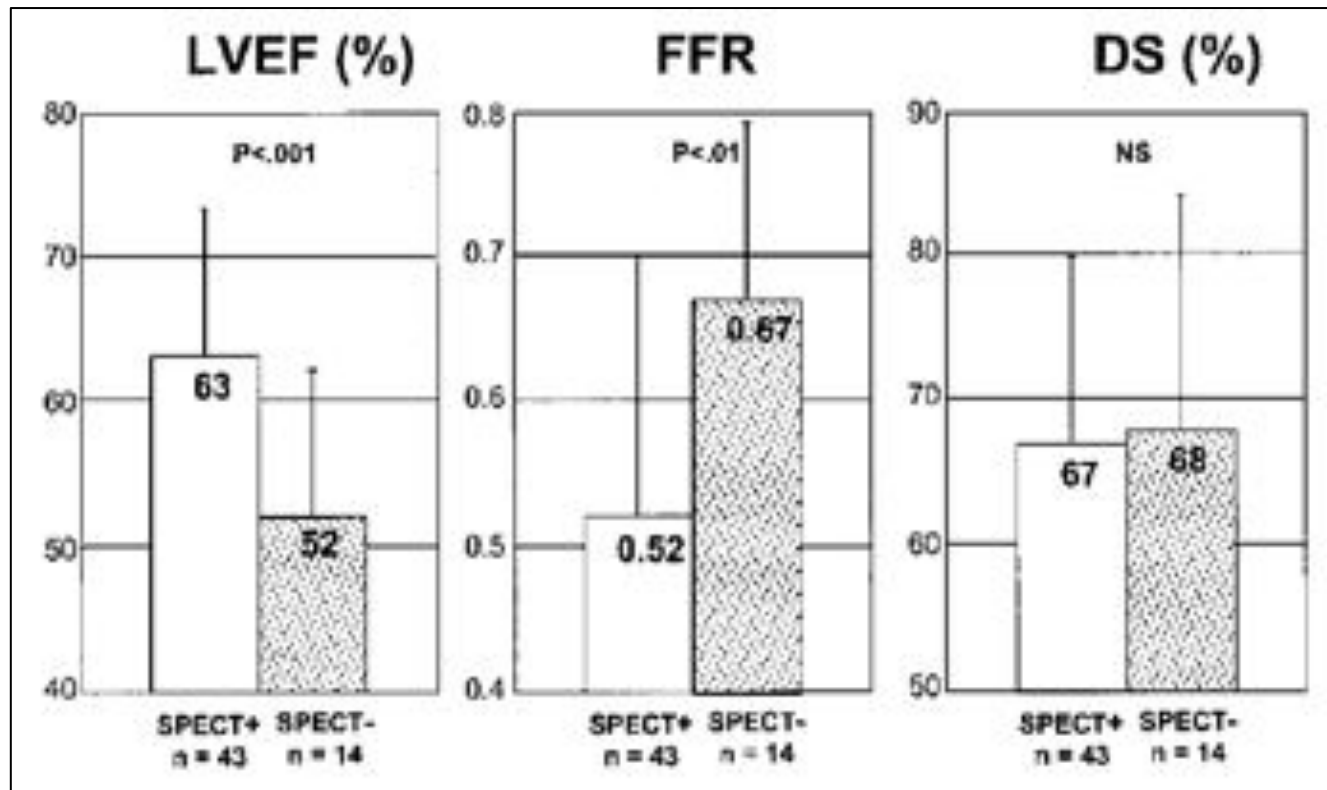 LVEF (%)
80
P<.001
70
60
50
40
63
52
SPECT+ SPECT-
n = 43 n = 14
FFR
0.8
P<.01
0.7
0.6
0.5
0.4
0.52
0.67
SPECT+ SPECT-
n = 43 n = 14
DS (%)
90
NS
80
70
60
50
67
68
SPECT+ SPECT-
n = 43 n = 14